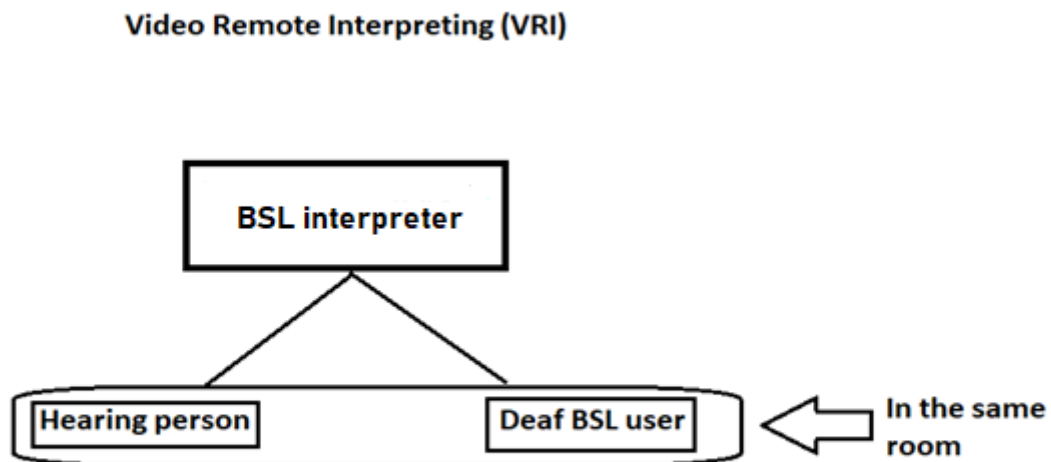 Video Remote Interpreting (VRI)
BSL interpreter
Hearing person
Deaf BSL user
In the same
room